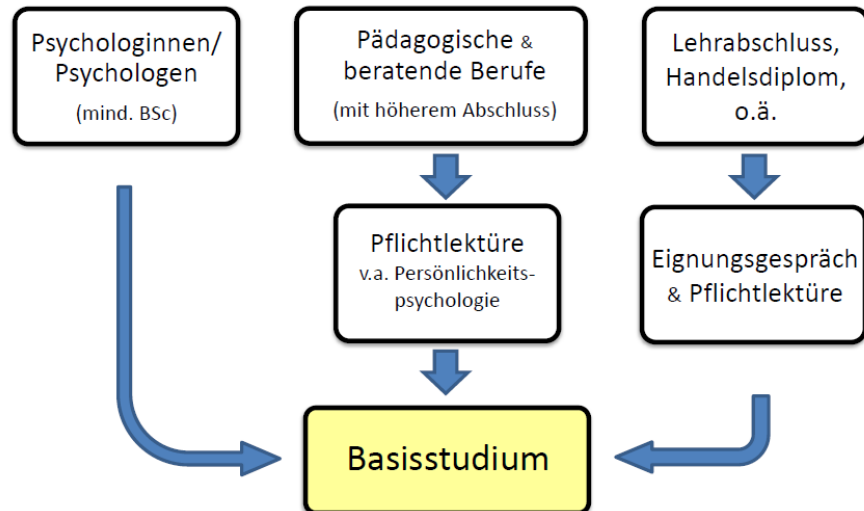 Psychologinnen/
Psychologen
(mind. BSc)
Pädagogische &
beratende Berufe
(mit höherem Abschluss)
Lehrabschluss,
Handelsdiplom,
o.ä.
Pflichtlektüre
v.a. Persönlichkeits-
psychologie
Eignungsgespräch
& Pflichtlektüre
Basisstudium